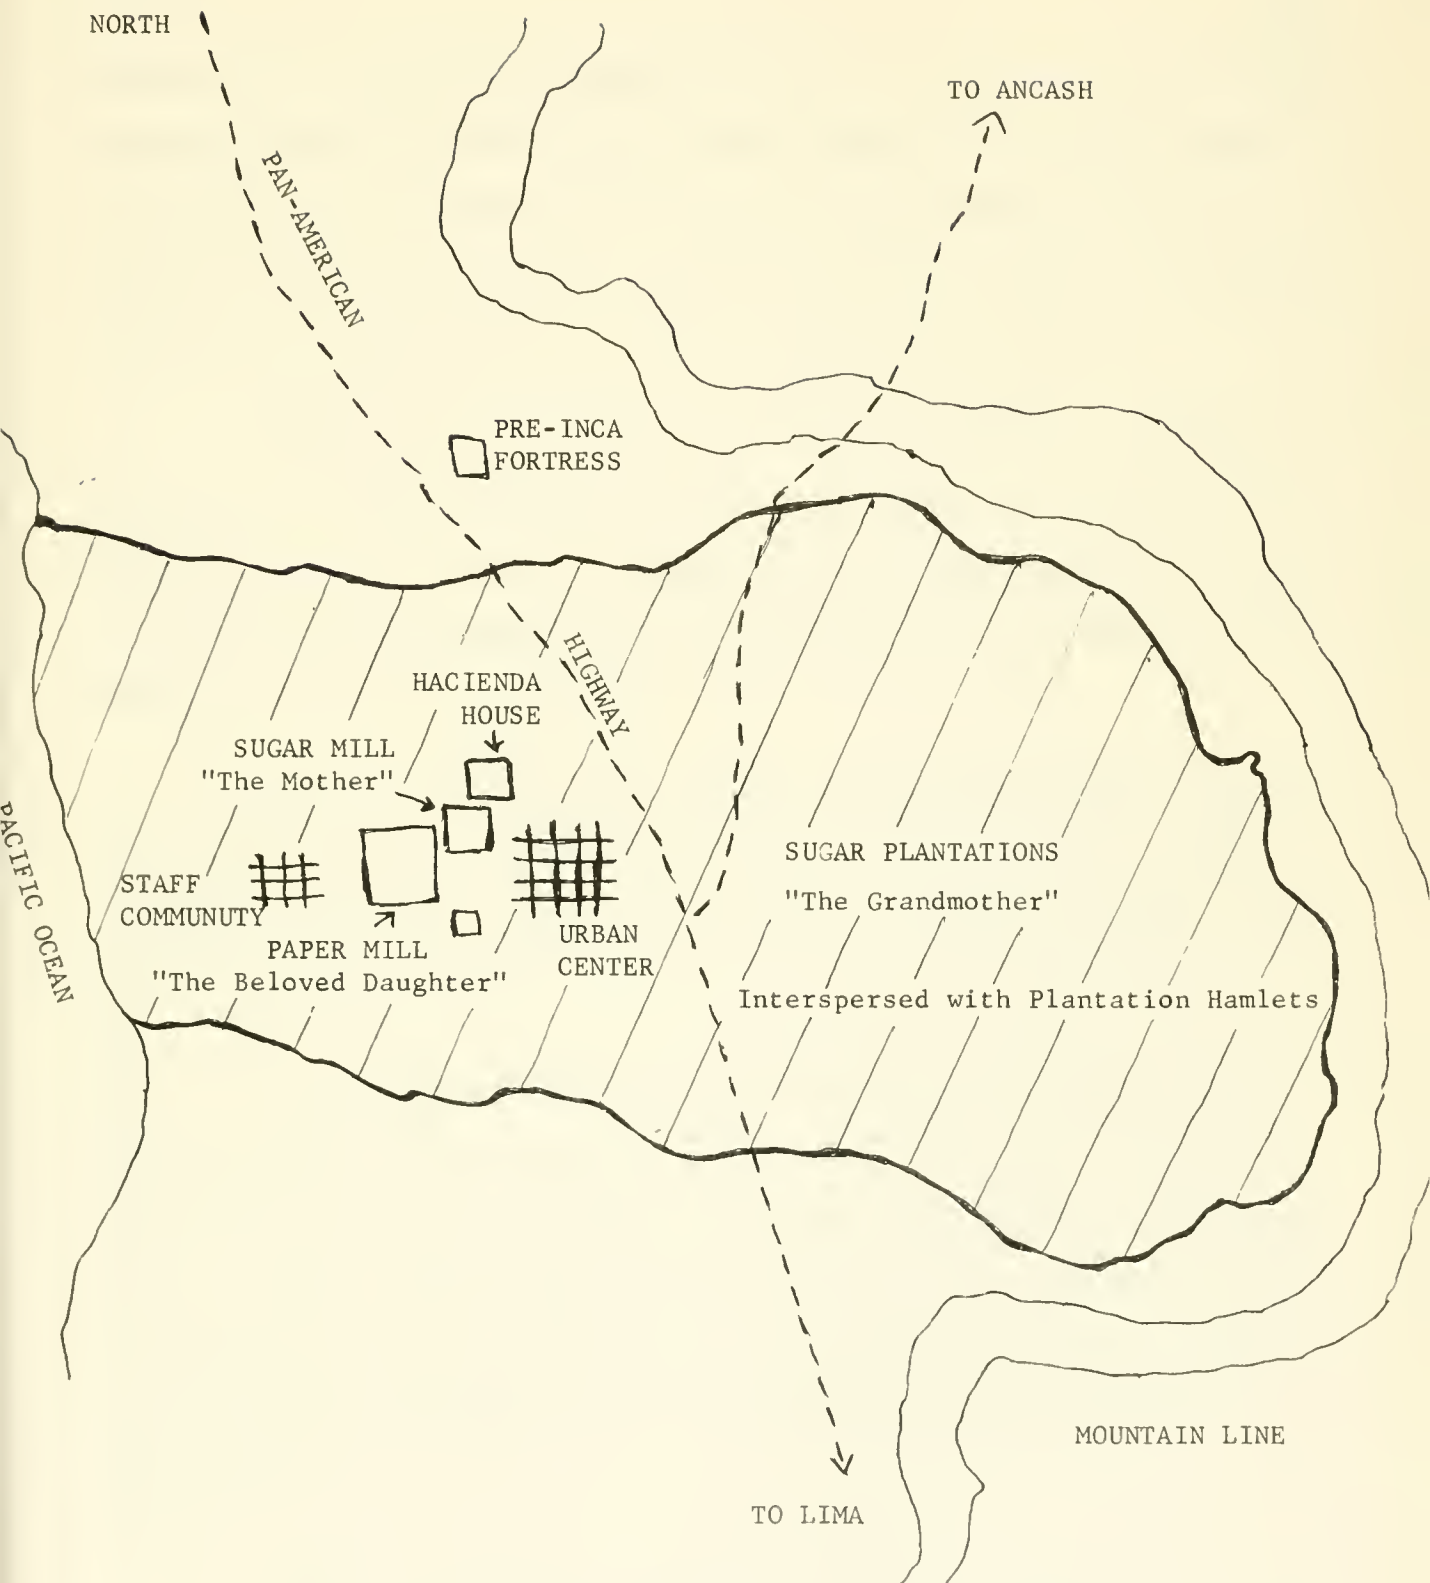 NORTH
TO ANCASH
PAN-AMERICAN
PRE-INCA
FORTRESS
HIGHWAY
HACIENDA
HOUSE
SUGAR MILL
"The Mother"
PACIFIC OCEAN
STAFF
COMMUNUTY
PAPER MILL
"The Beloved Daughter"
URBAN
CENTER
SUGAR PLANTATIONS
"The Grandmother"
Interspersed with Plantation Hamlets
MOUNTAIN LINE
TO LIMA